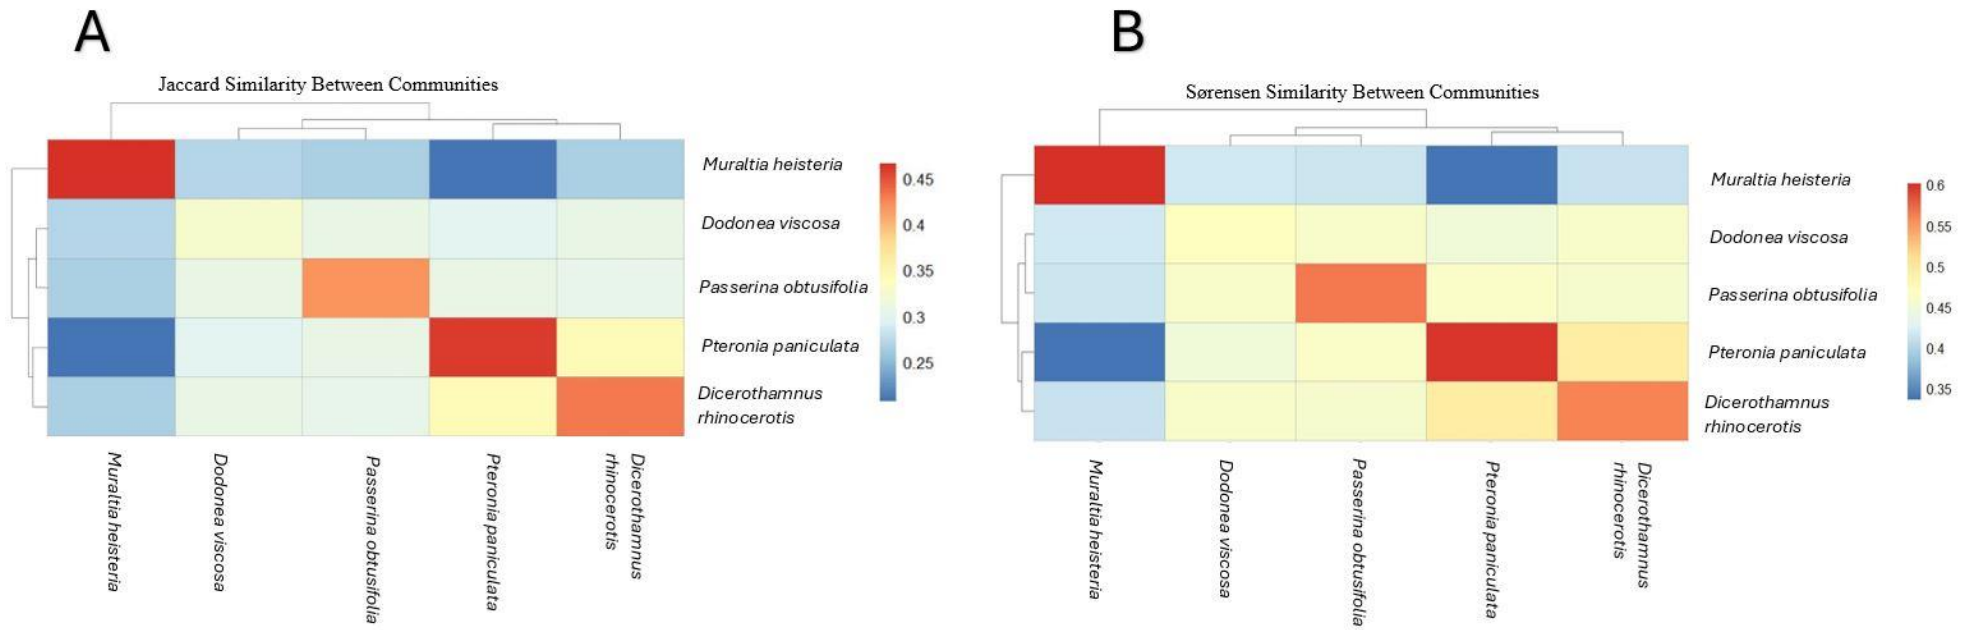 A
Jaccard Similarity Between Communities
Muraltia heisteria
Dodonea viscosa
Passerina obtusifolia
Pteronia paniculata
Dicerothamnus
rhinocerotis
0.45
0.4
0.35
0.3
0.25
Muraltia heisteria
Dodonea viscosa
Passerina obtusifolia
Pteronia paniculata
Dicerothamnus
rhinocerotis
B
Sørensen Similarity Between Communities
Muraltia heisteria
Dodonea viscosa
Passerina obtusifolia
Pteronia paniculata
Dicerothamnus
rhinocerotis
0.6
0.55
0.5
0.45
0.4
0.35
Muraltia heisteria
Dodonea viscosa
Passerina obtusifolia
Pteronia paniculata
Dicerothamnus
rhinocerotis